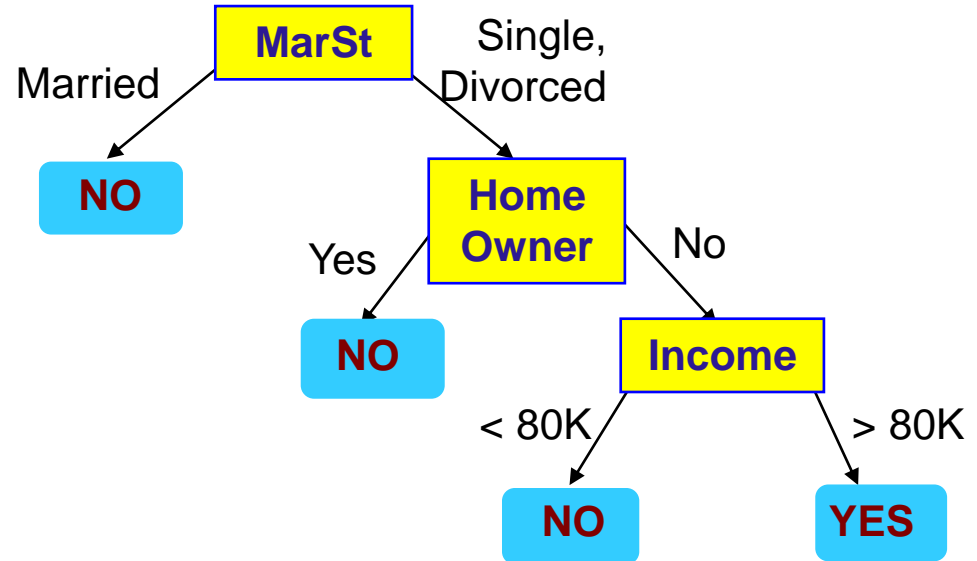 MarSt
Single,
Divorced
Married
NO
Home
Owner
Yes
No
NO
Income
< 80K
> 80K
NO
YES